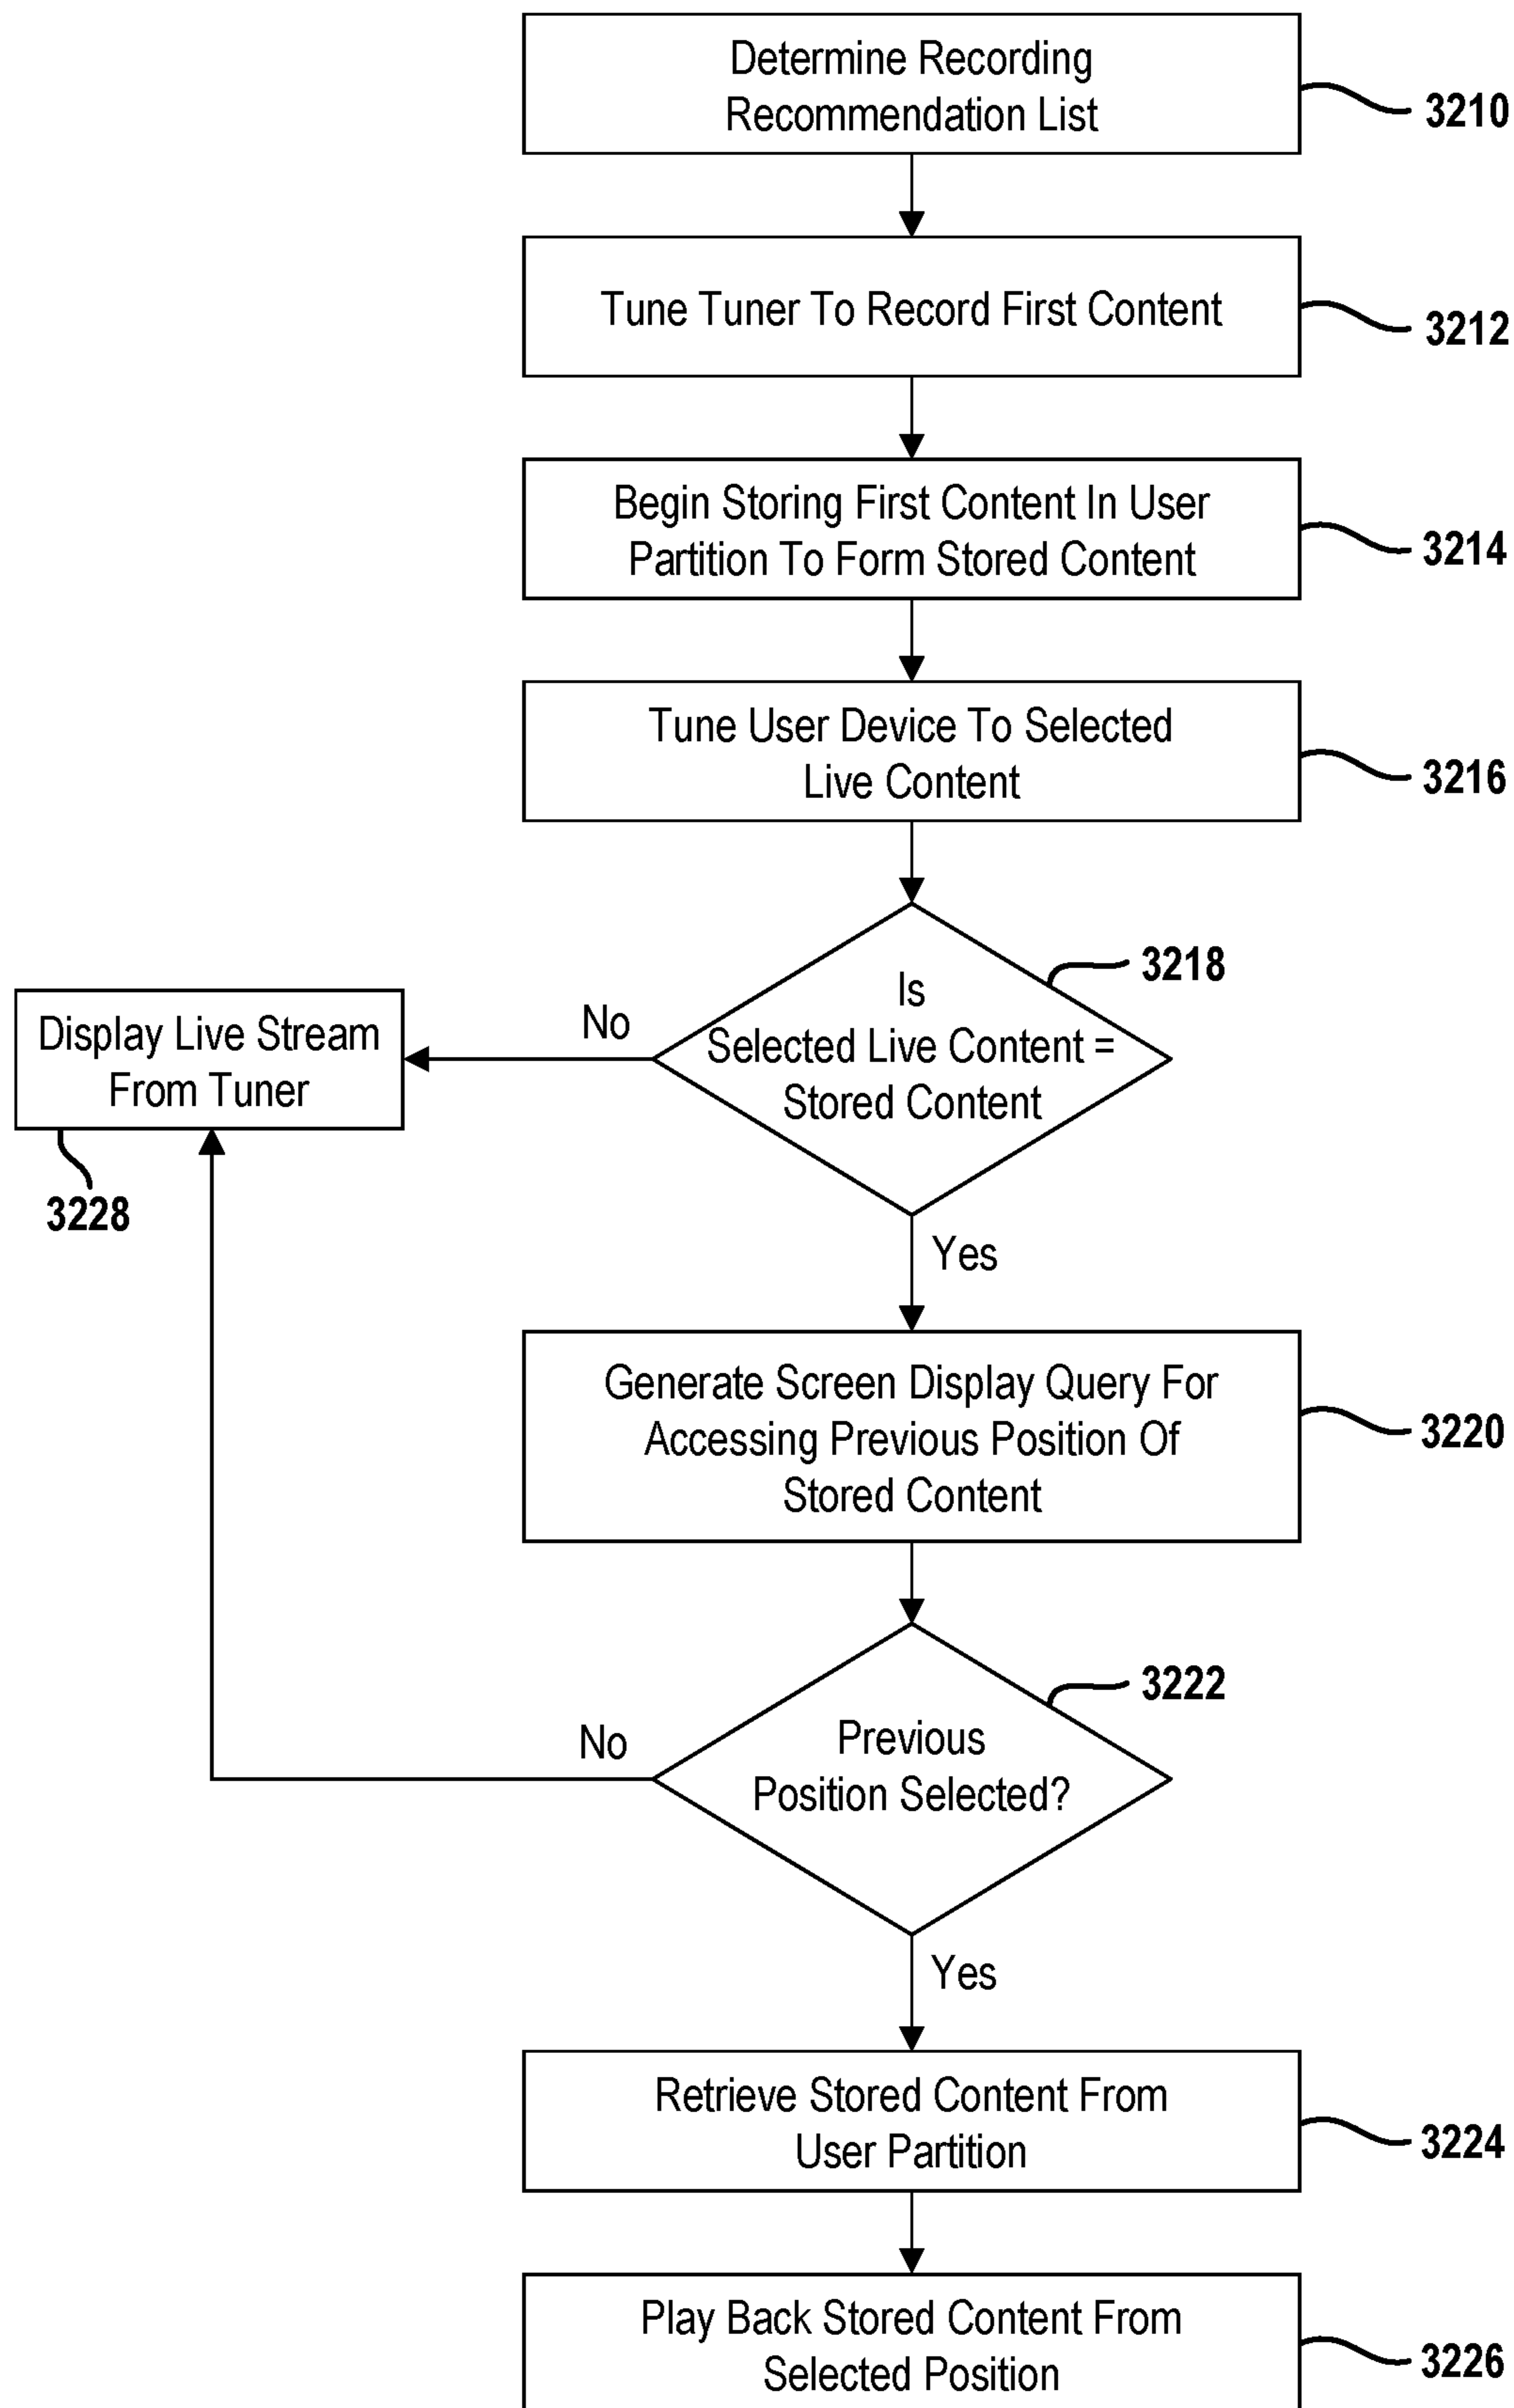 Determine Recording
Recommendation List
3210
Tune Tuner To Record First Content
3212
Begin Storing First Content In User
Partition To Form Stored Content
3214
Tune User Device To Selected
Live Content
3216
Is
Selected Live Content =
Stored Content
3218
No
Display Live Stream
From Tuner
3228
Yes
Generate Screen Display Query For
Accessing Previous Position Of
Stored Content
3220
Previous
Position Selected?
3222
No
Yes
Retrieve Stored Content From
User Partition
3224
Play Back Stored Content From
Selected Position
3226